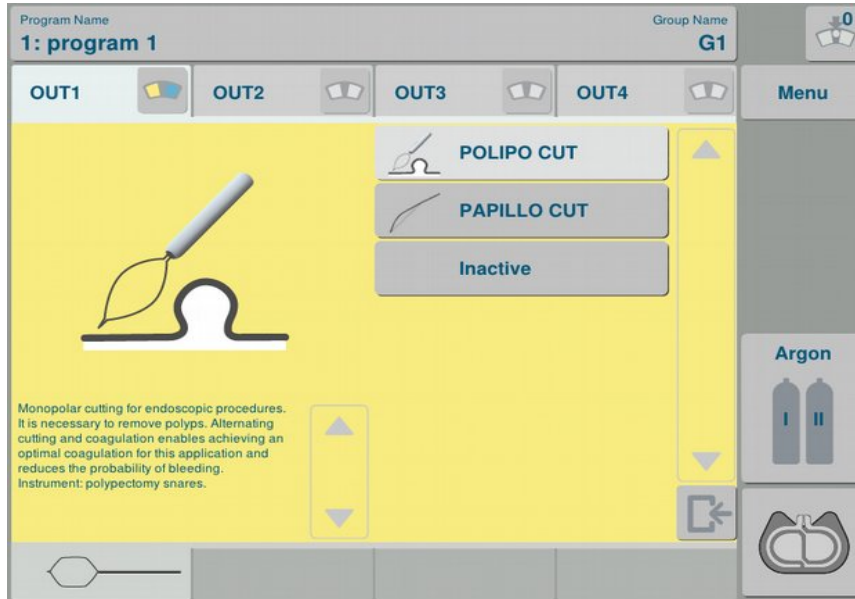 Program Name
1: program 1
Group Name
G1
0
OUT1
OUT2
OUT3
OUT4
Menu
POLIPO CUT
PAPILLO CUT
Inactive
Argon
I II
Monopolar cutting for endoscopic procedures.
It is necessary to remove polyps. Alternating
cutting and coagulation enables achieving an
optimal coagulation for this application and
reduces the probability of bleeding.
Instrument: polypectomy snares.